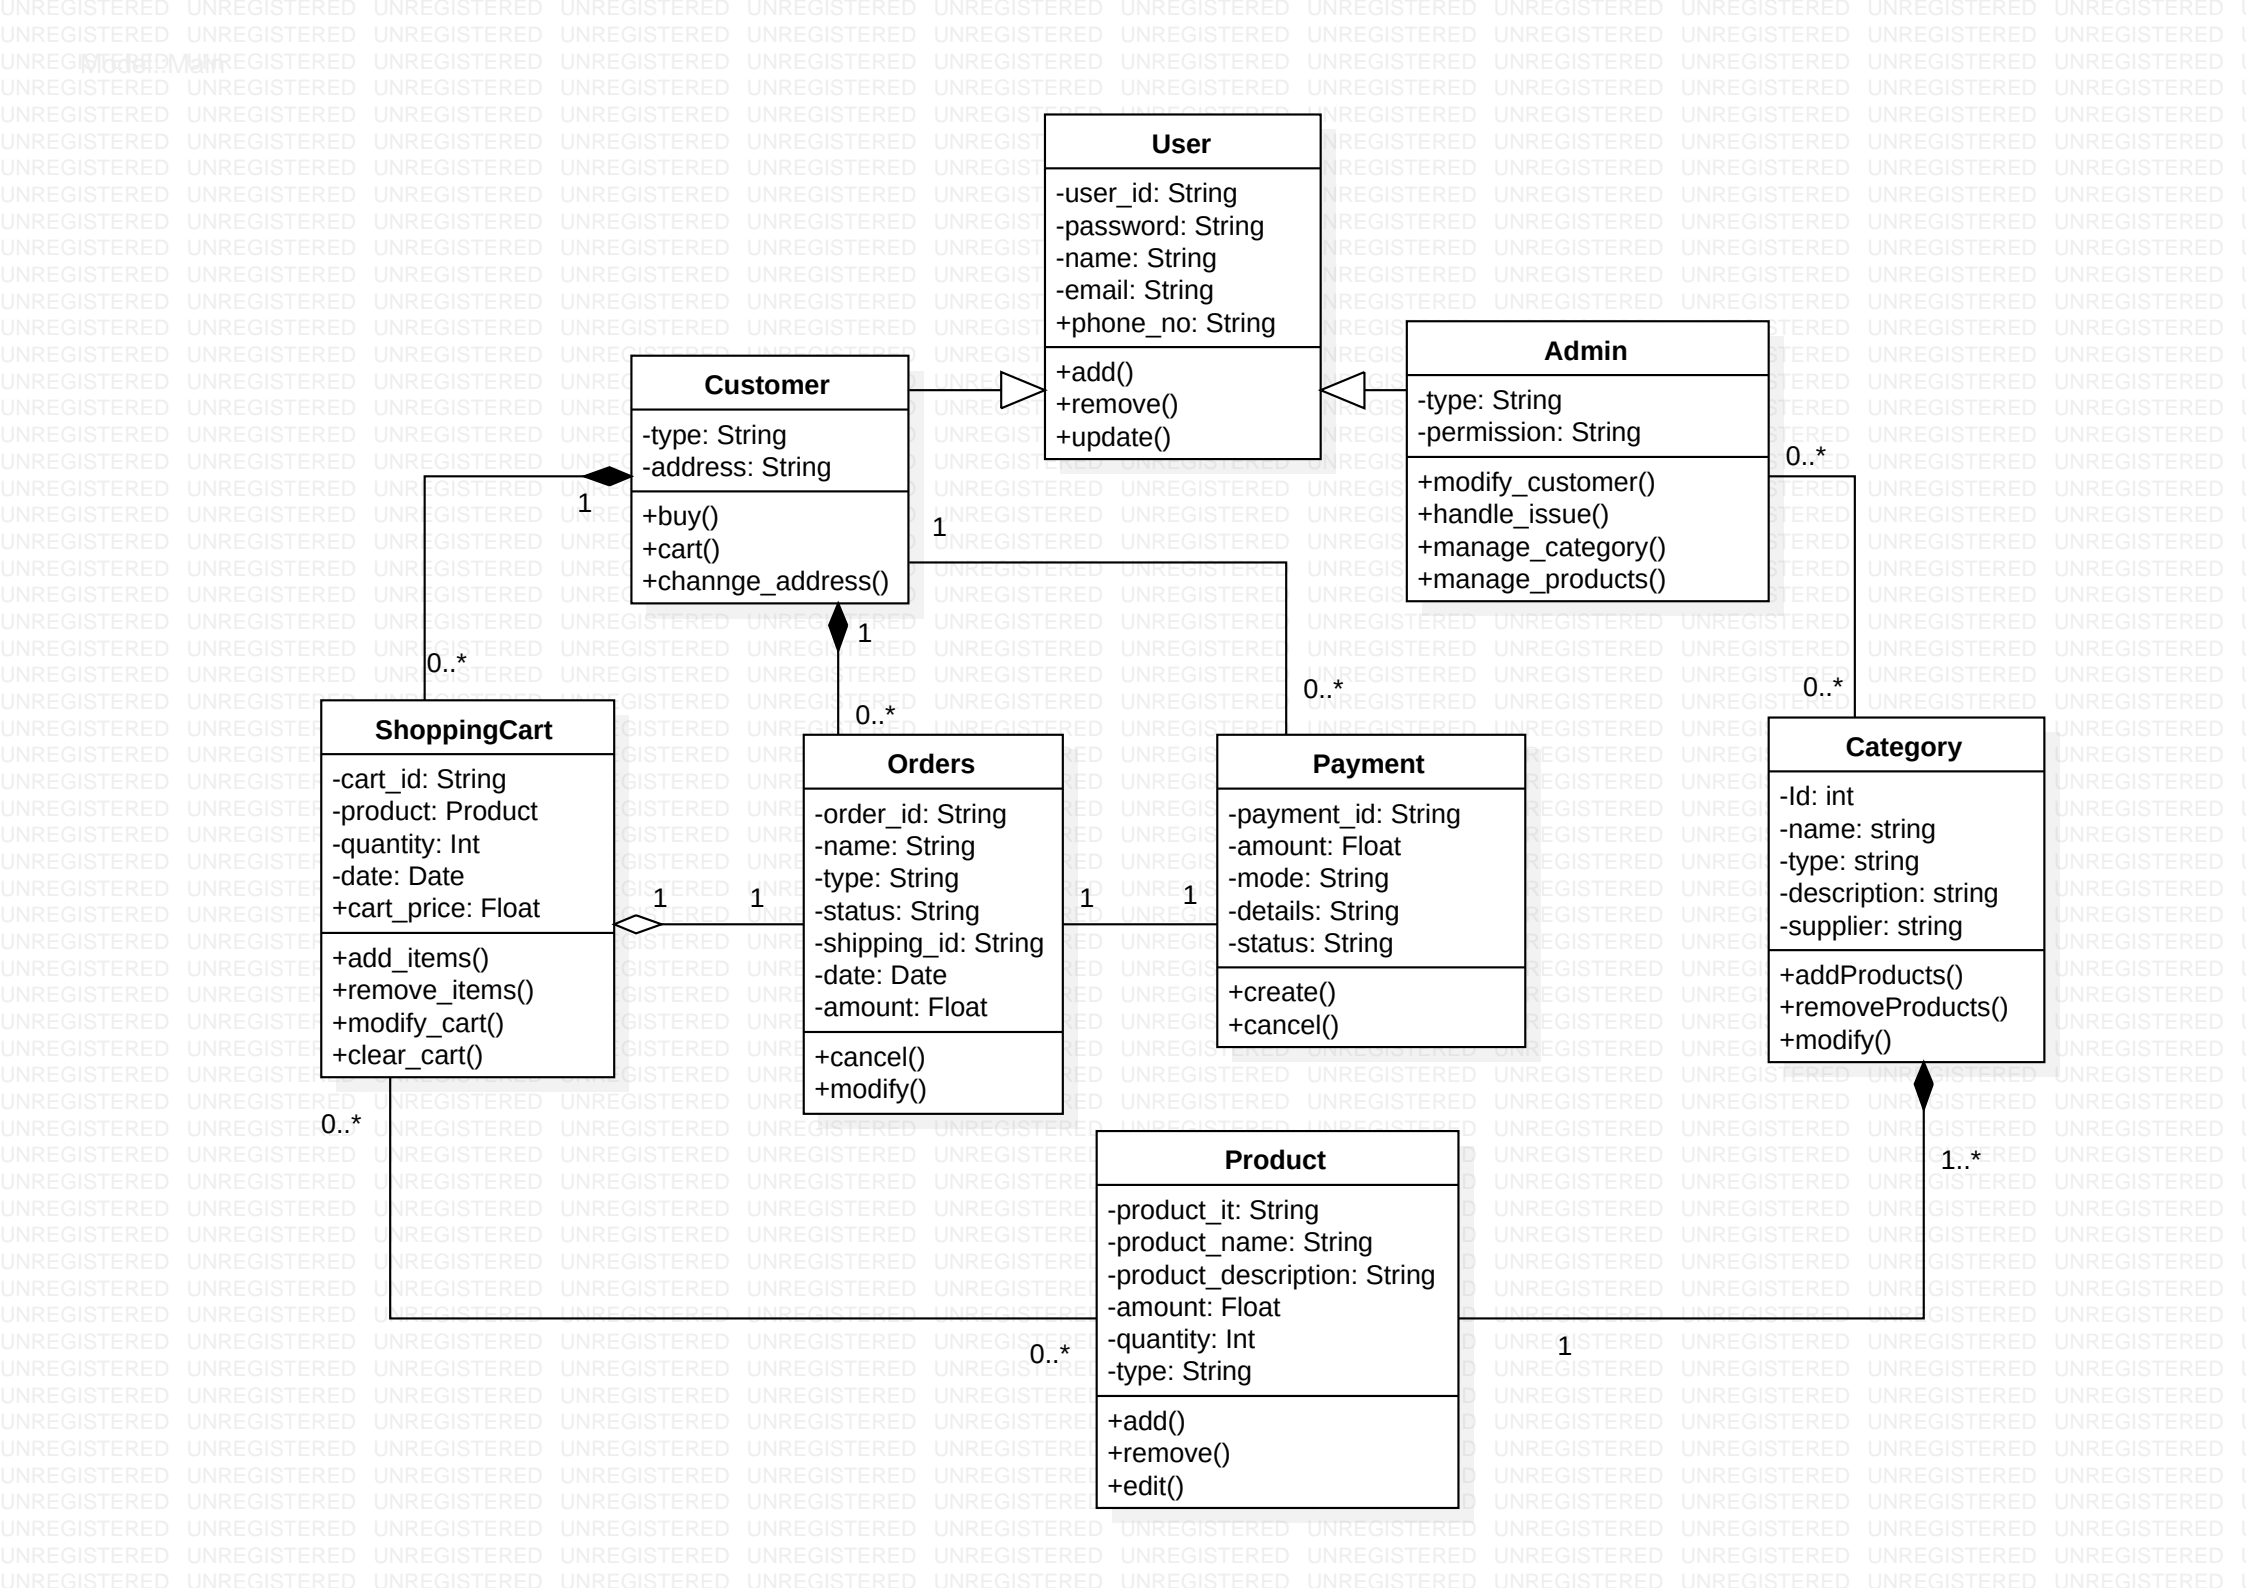 Model::Main
User
-user_id: String
-password: String
-name: String
-email: String
+phone_no: String
+add()
+remove()
+update()
Admin
-type: String
-permission: String
+modify_customer()
+handle_issue()
+manage_category()
+manage_products()
0..*
0..*
Customer
-type: String
-address: String
+buy()
+cart()
+channge_address()
1
1
1
0..*
0..*
0..*
ShoppingCart
-cart_id: String
-product: Product
-quantity: Int
-date: Date
+cart_price: Float
+add_items()
+remove_items()
+modify_cart()
+clear_cart()
1
1
Orders
-order_id: String
-name: String
-type: String
-status: String
-shipping_id: String
-date: Date
-amount: Float
+cancel()
+modify()
1
1
Payment
-payment_id: String
-amount: Float
-mode: String
-details: String
-status: String
+create()
+cancel()
Category
-Id: int
-name: string
-type: string
-description: string
-supplier: string
+addProducts()
+removeProducts()
+modify()
0..*
0..*
1..*
1
Product
-product_it: String
-product_name: String
-product_description: String
-amount: Float
-quantity: Int
-type: String
+add()
+remove()
+edit()
UNREGISTERED